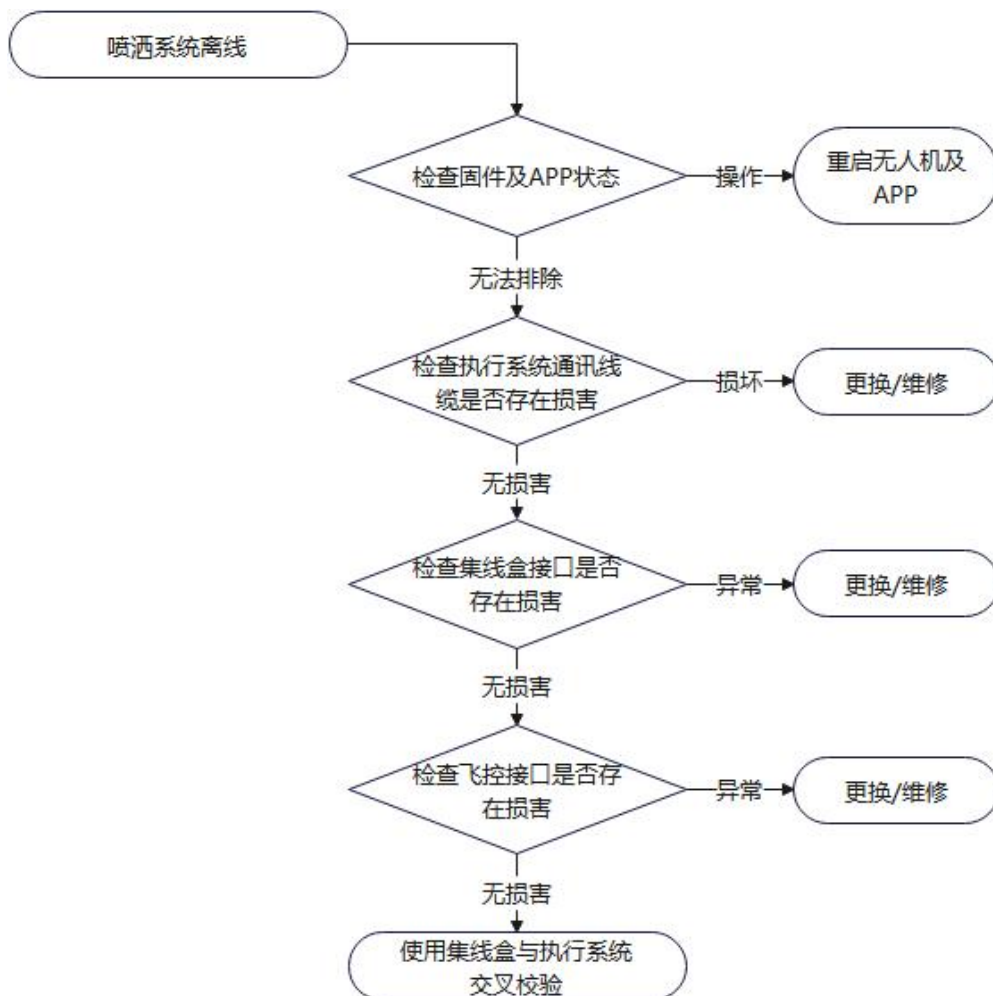 喷洒系统离线
检查固件及APP状态
操作
重启无人机及
APP
无法排除
检查执行系统通讯线
缆是否存在损害
损坏
更换/维修
无损害
检查集线盒接口是否
存在损害
异常
更换/维修
无损害
检查飞控接口是否存
在损害
异常
更换/维修
无损害
使用集线盒与执行系统
交叉校验